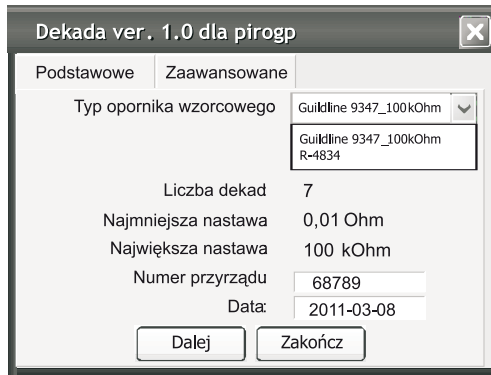 Dekada ver. 1.0 dla pirogp
Podstawowe Zaawansowane
Typ opornika wzorcowego Guildline 9347_100kOhm
Guildline 9347_100kOhm
R-4834
Liczba dekad 7
Najmniejsza nastawa 0,01 Ohm
Największa nastawa 100 kOhm
Numer przyrządu 68789
Data: 2011-03-08
Dalej Zakończ